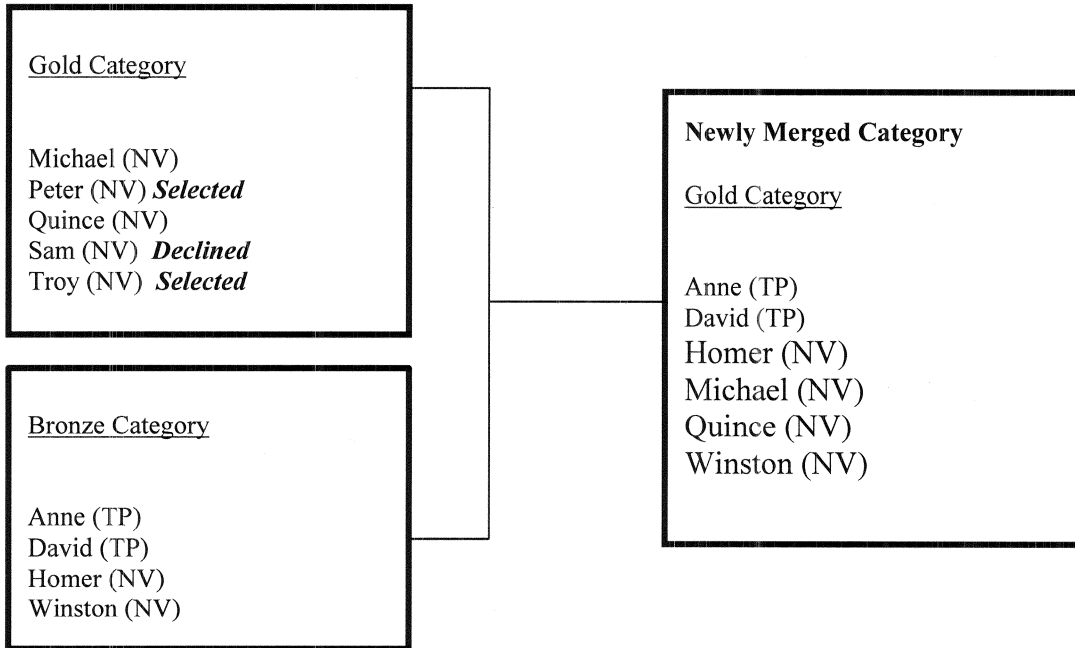 Gold Category
Michael (NV)
Peter (NV) Selected
Quince (NV)
Sam (NV) Declined
Troy (NV) Selected
Bronze Category
Anne (TP)
David (TP)
Homer (NV)
Winston (NV)
Newly Merged Category
Gold Category
Anne (TP)
David (TP)
Homer (NV)
Michael (NV)
Quince (NV)
Winston (NV)